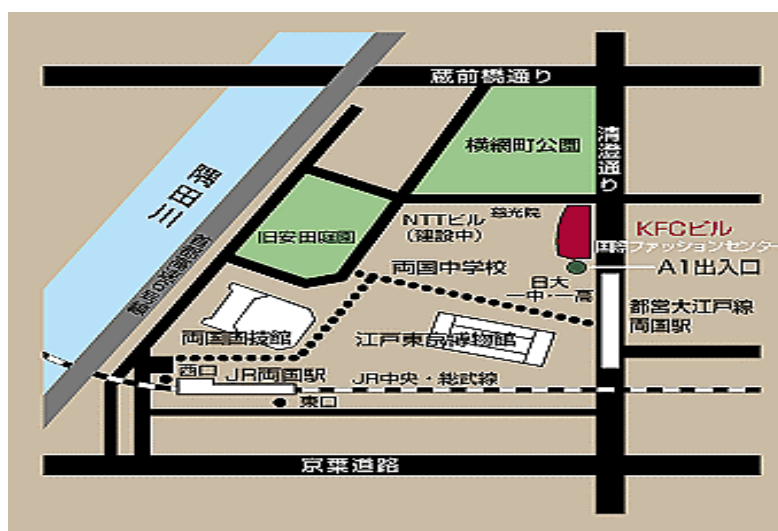 蔵前橋通り
清澄通り
横網町公園
隅田川
旧安田庭園
NTTビル
(建設中)
慈光院
KFCビル
国際ファッションセンター
A1出入口
両国中学校
日大
一中・一高
都営大江戸線
両国駅
両国国技館
江戸東京博物館
西口
JR両国駅
JR中央・総武線
東口
京葉道路